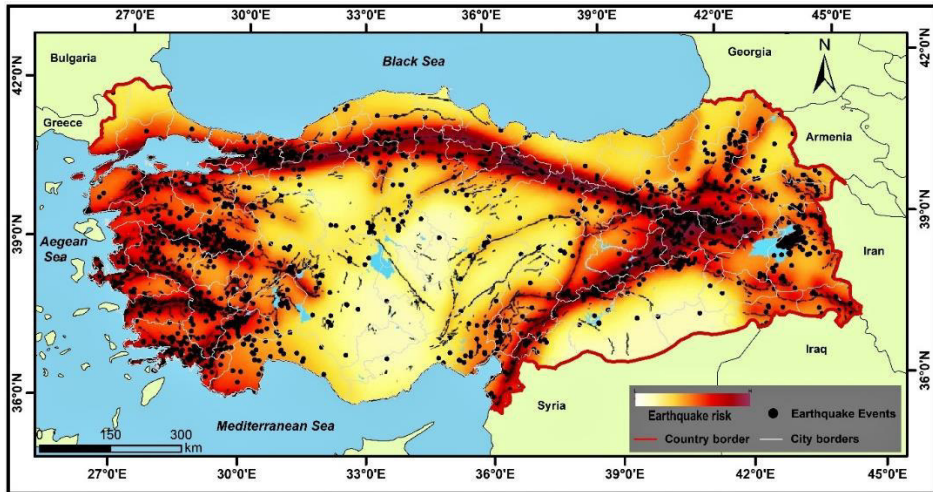 27°0'E 30°0'E 33°0'E 36°0'E 39°0'E 42°0'E 45°0'E
Bulgaria
Georgia
N
Black Sea
42°0'N
42°0'N
Greece
Armenia
39°0'N
39°0'N
Aegean
Sea
Iran
Iraq
36°0'N
36°0'N
Syria
Mediterranean Sea
Earthquake risk
Earthquake Events
Country border
City borders
0 150 300
km
27°0'E 30°0'E 33°0'E 36°0'E 39°0'E 42°0'E 45°0'E